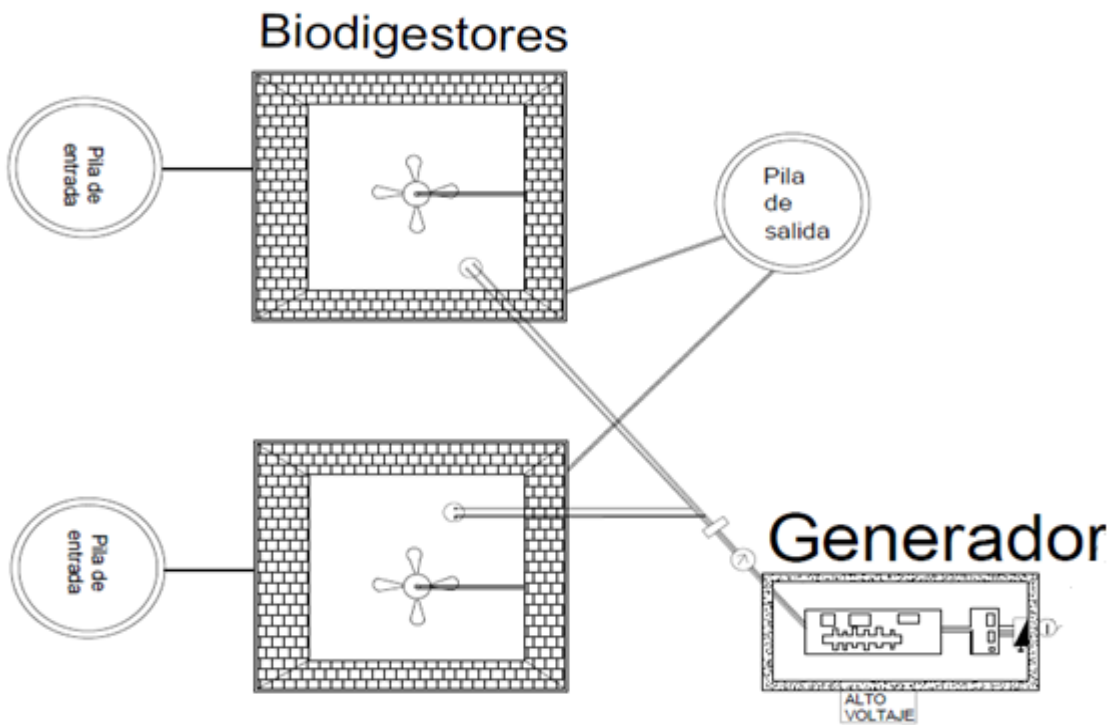 Biodigestores
Pila de
entrada
Pila
de
salida
Pila de
entrada
Generador
ALTO
VOLTAJE